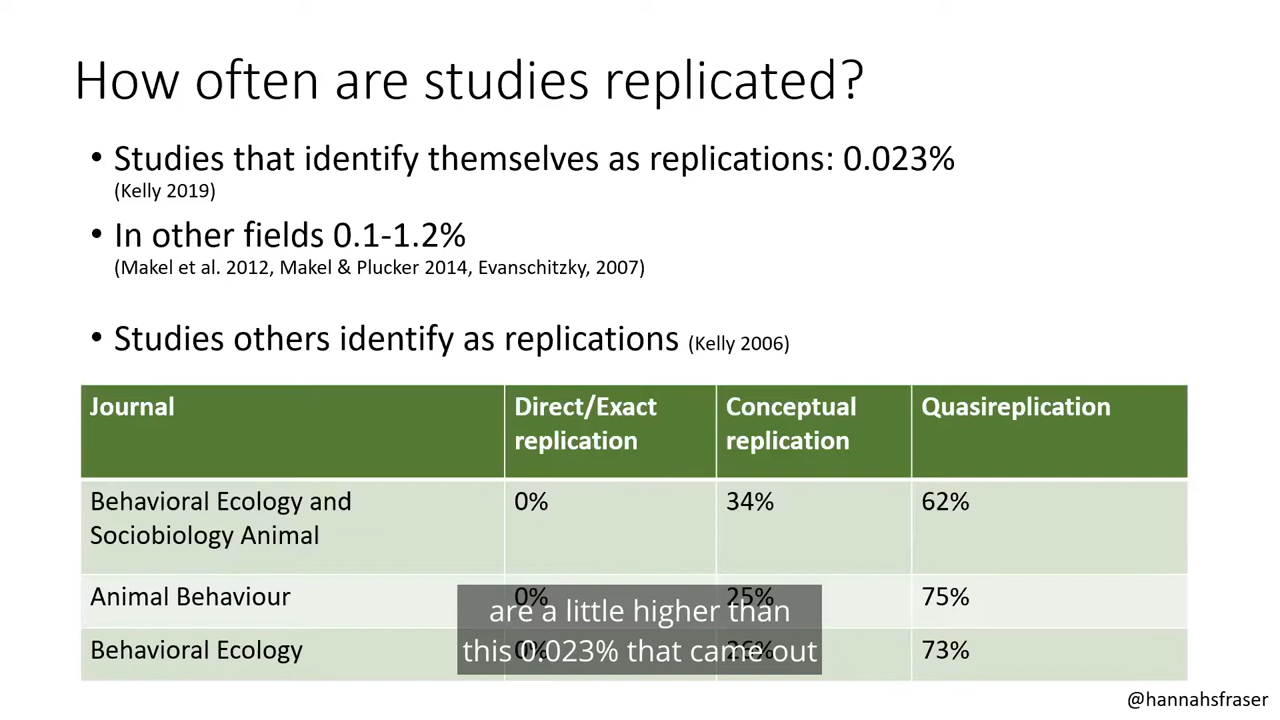 How often are studies replicated?
• Studies that identify themselves as replications: 0.023%
(Kelly 2019)
• In other fields 0.1-1.2%
(Makel et al. 2012, Makel & Plucker 2014, Evanschitzky, 2007)
• Studies others identify as replications (Kelly 2006)
Journal Direct/Exact replication Conceptual replication Quasireplication
Behavioral Ecology and Sociobiology Animal 0% 34% 62%
Animal Behaviour 0% 25% 75%
Behavioral Ecology 0% 26% 73%
are a little higher than
this 0.023% that came out
@hannahsfraser